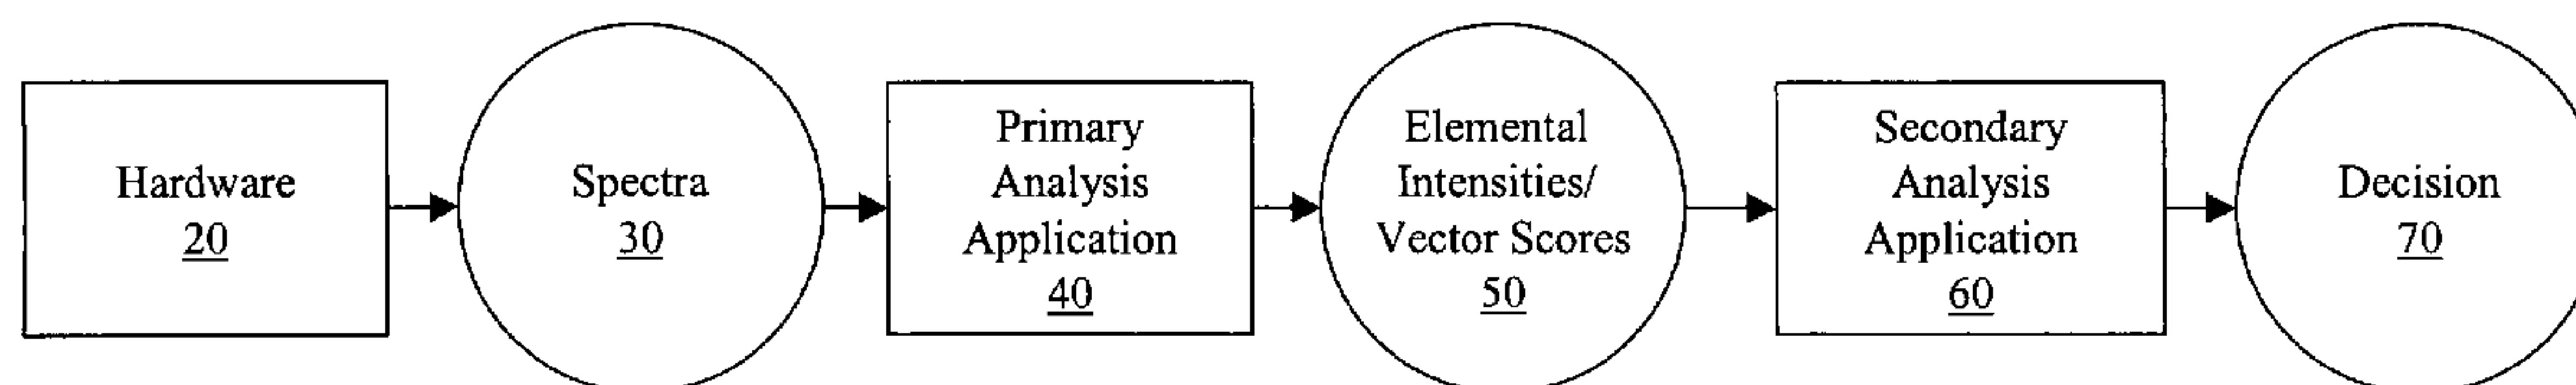 Hardware
20
Spectra
30
Primary
Analysis
Application
40
Elemental
Intensities/
Vector Scores
50
Secondary
Analysis
Application
60
Decision
70